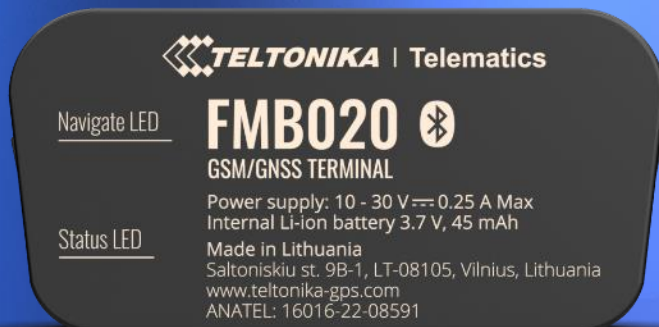 TELTONIKA | Telematics
Navigate LED
FMB020
GSM/GNSS TERMINAL
Power supply: 10 - 30 V⎓0.25 A Max
Internal Li-ion battery 3.7 V, 45 mAh
Status LED
Made in Lithuania
Saltoniskiu st. 9B-1, LT-08105, Vilnius, Lithuania
www.teltonika-gps.com
ANATEL: 16016-22-08591